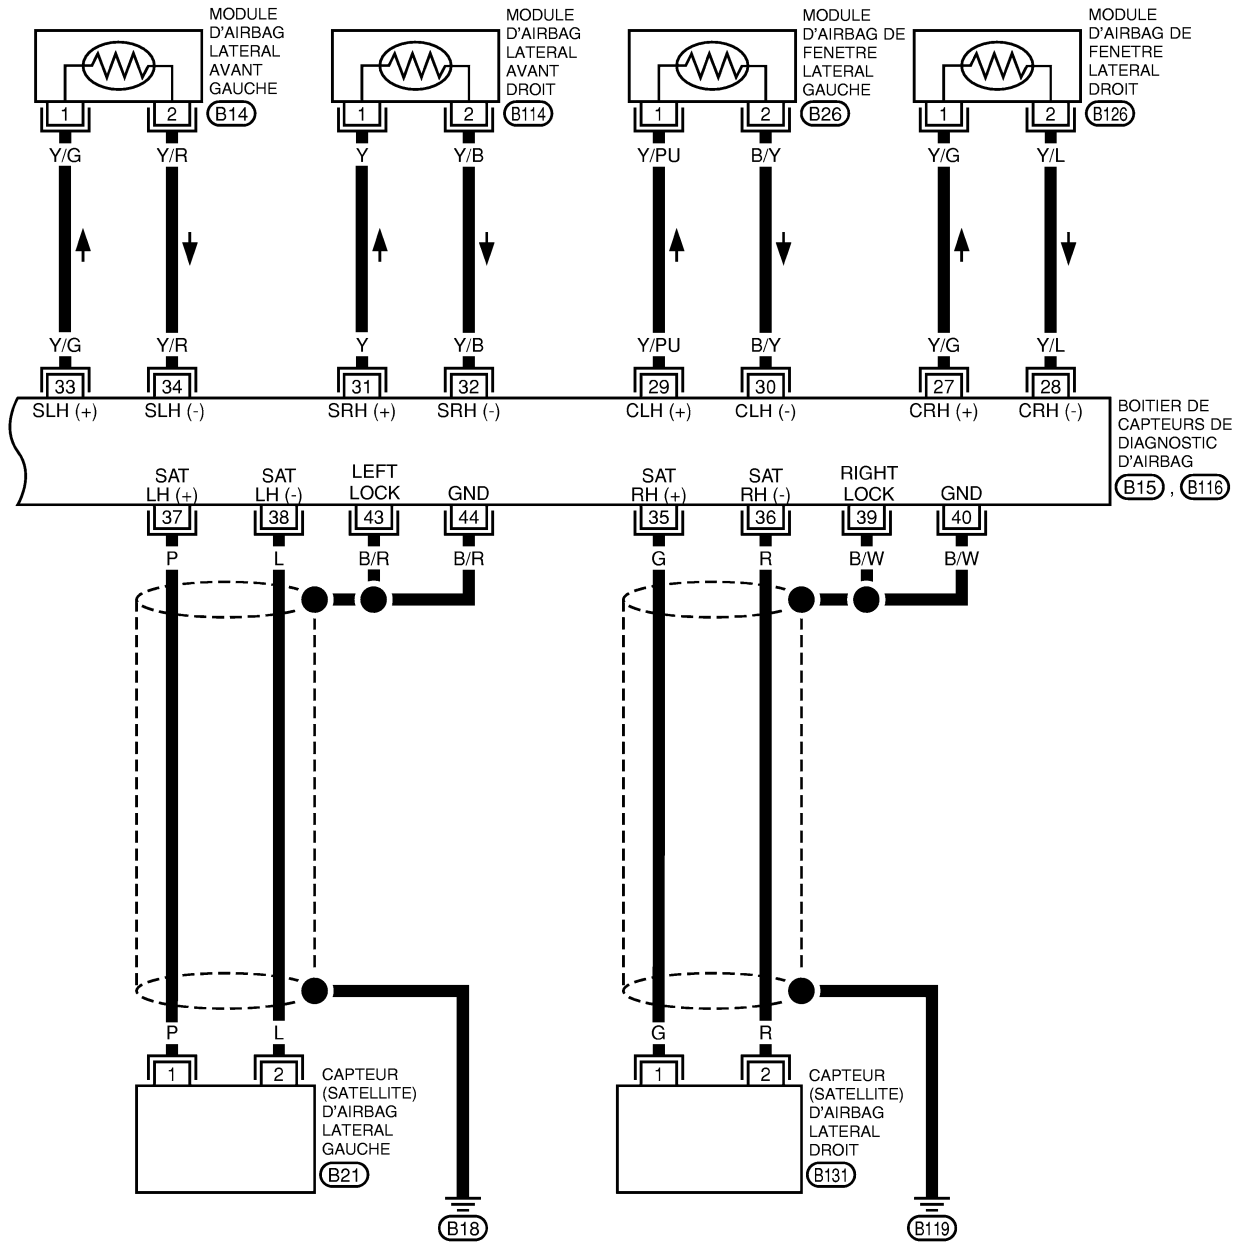 MODULE
D'AIRBAG
LATERAL
AVANT
GAUCHE
B14
MODULE
D'AIRBAG
LATERAL
AVANT
DROIT
B114
MODULE
D'AIRBAG DE
FENETRE
LATERAL
GAUCHE
B26
MODULE
D'AIRBAG DE
FENETRE
LATERAL
DROIT
B126
1 2 1 2 1 2 1 2
Y/G Y/R Y Y/B Y/PU B/Y Y/G Y/L
Y/G Y/R Y Y/B Y/PU B/Y Y/G Y/L
33 34 31 32 29 30 27 28
SLH (+) SLH (-) SRH (+) SRH (-) CLH (+) CLH (-) CRH (+) CRH (-)
BOITIER DE
CAPTEURS DE
DIAGNOSTIC
D'AIRBAG
B15 , B116
SAT
LH (+)
SAT
LH (-)
LEFT
LOCK
GND
SAT
RH (+)
SAT
RH (-)
RIGHT
LOCK
GND
37 38 43 44 35 36 39 40
P L B/R B/R G R B/W B/W
P L G R
1 2 1 2
CAPTEUR
(SATELLITE)
D'AIRBAG
LATERAL
GAUCHE
B21
CAPTEUR
(SATELLITE)
D'AIRBAG
LATERAL
DROIT
B131
B18 B119